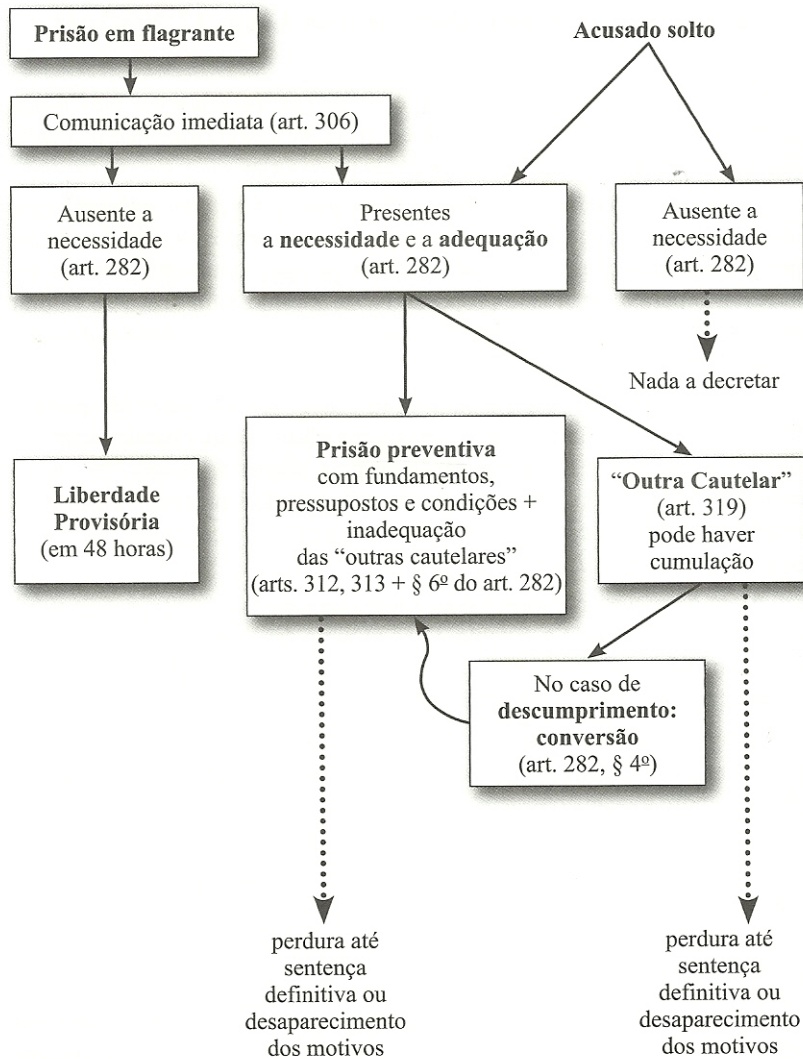 Prisão em flagrante
Acusado solto
Comunicação imediata (art. 306)
Ausente a
necessidade
(art. 282)
Presentes
a necessidade e a adequação
(art. 282)
Ausente a
necessidade
(art. 282)
Nada a decretar
Liberdade
Provisória
(em 48 horas)
Prisão preventiva
com fundamentos,
pressupostos e condições +
inadequação
das “outras cautelares”
(arts. 312, 313 + § 6º do art. 282)
“Outra Cautelar”
(art. 319)
pode haver
cumulação
No caso de
descumprimento:
conversão
(art. 282, § 4º)
perdura até
sentença
definitiva ou
desaparecimento
dos motivos
perdura até
sentença
definitiva ou
desaparecimento
dos motivos